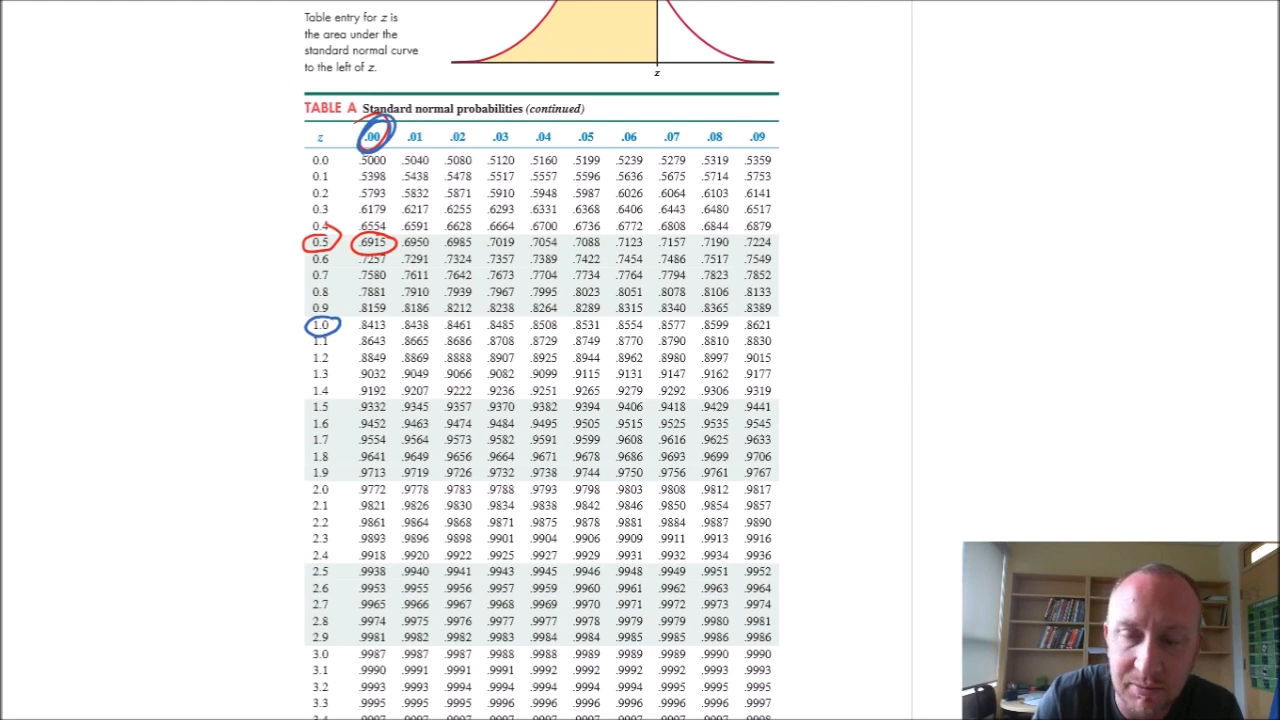 Table entry for z is
the area under the
standard normal curve
to the left of z.
z
TABLE A Standard normal probabilities (continued)
z .00 .01 .02 .03 .04 .05 .06 .07 .08 .09
0.0 .5000 .5040 .5080 .5120 .5160 .5199 .5239 .5279 .5319 .5359
0.1 .5398 .5438 .5478 .5517 .5557 .5596 .5636 .5675 .5714 .5753
0.2 .5793 .5832 .5871 .5910 .5948 .5987 .6026 .6064 .6103 .6141
0.3 .6179 .6217 .6255 .6293 .6331 .6368 .6406 .6443 .6480 .6517
0.4 .6554 .6591 .6628 .6664 .6700 .6736 .6772 .6808 .6844 .6879
0.5 .6915 .6950 .6985 .7019 .7054 .7088 .7123 .7157 .7190 .7224
0.6 .7257 .7291 .7324 .7357 .7389 .7422 .7454 .7486 .7517 .7549
0.7 .7580 .7611 .7642 .7673 .7704 .7734 .7764 .7794 .7823 .7852
0.8 .7881 .7910 .7939 .7967 .7995 .8023 .8051 .8078 .8106 .8133
0.9 .8159 .8186 .8212 .8238 .8264 .8289 .8315 .8340 .8365 .8389
1.0 .8413 .8438 .8461 .8485 .8508 .8531 .8554 .8577 .8599 .8621
1.1 .8643 .8665 .8686 .8708 .8729 .8749 .8770 .8790 .8810 .8830
1.2 .8849 .8869 .8888 .8907 .8925 .8944 .8962 .8980 .8997 .9015
1.3 .9032 .9049 .9066 .9082 .9099 .9115 .9131 .9147 .9162 .9177
1.4 .9192 .9207 .9222 .9236 .9251 .9265 .9279 .9292 .9306 .9319
1.5 .9332 .9345 .9357 .9370 .9382 .9394 .9406 .9418 .9429 .9441
1.6 .9452 .9463 .9474 .9484 .9495 .9505 .9515 .9525 .9535 .9545
1.7 .9554 .9564 .9573 .9582 .9591 .9599 .9608 .9616 .9625 .9633
1.8 .9641 .9649 .9656 .9664 .9671 .9678 .9686 .9693 .9699 .9706
1.9 .9713 .9719 .9726 .9732 .9738 .9744 .9750 .9756 .9761 .9767
2.0 .9772 .9778 .9783 .9788 .9793 .9798 .9803 .9808 .9812 .9817
2.1 .9821 .9826 .9830 .9834 .9838 .9842 .9846 .9850 .9854 .9857
2.2 .9861 .9864 .9868 .9871 .9875 .9878 .9881 .9884 .9887 .9890
2.3 .9893 .9896 .9898 .9901 .9904 .9906 .9909 .9911 .9913 .9916
2.4 .9918 .9920 .9922 .9925 .9927 .9929 .9931 .9932 .9934 .9936
2.5 .9938 .9940 .9941 .9943 .9945 .9946 .9948 .9949 .9951 .9952
2.6 .9953 .9955 .9956 .9957 .9959 .9960 .9961 .9962 .9963 .9964
2.7 .9965 .9966 .9967 .9968 .9969 .9970 .9971 .9972 .9973 .9974
2.8 .9974 .9975 .9976 .9977 .9977 .9978 .9979 .9979 .9980 .9981
2.9 .9981 .9982 .9982 .9983 .9984 .9984 .9985 .9985 .9986 .9986
3.0 .9987 .9987 .9987 .9988 .9988 .9989 .9989 .9989 .9990 .9990
3.1 .9990 .9991 .9991 .9991 .9992 .9992 .9992 .9992 .9993 .9993
3.2 .9993 .9993 .9994 .9994 .9994 .9994 .9994 .9995 .9995 .9995
3.3 .9995 .9995 .9995 .9996 .9996 .9996 .9996 .9996 .9996 .9997